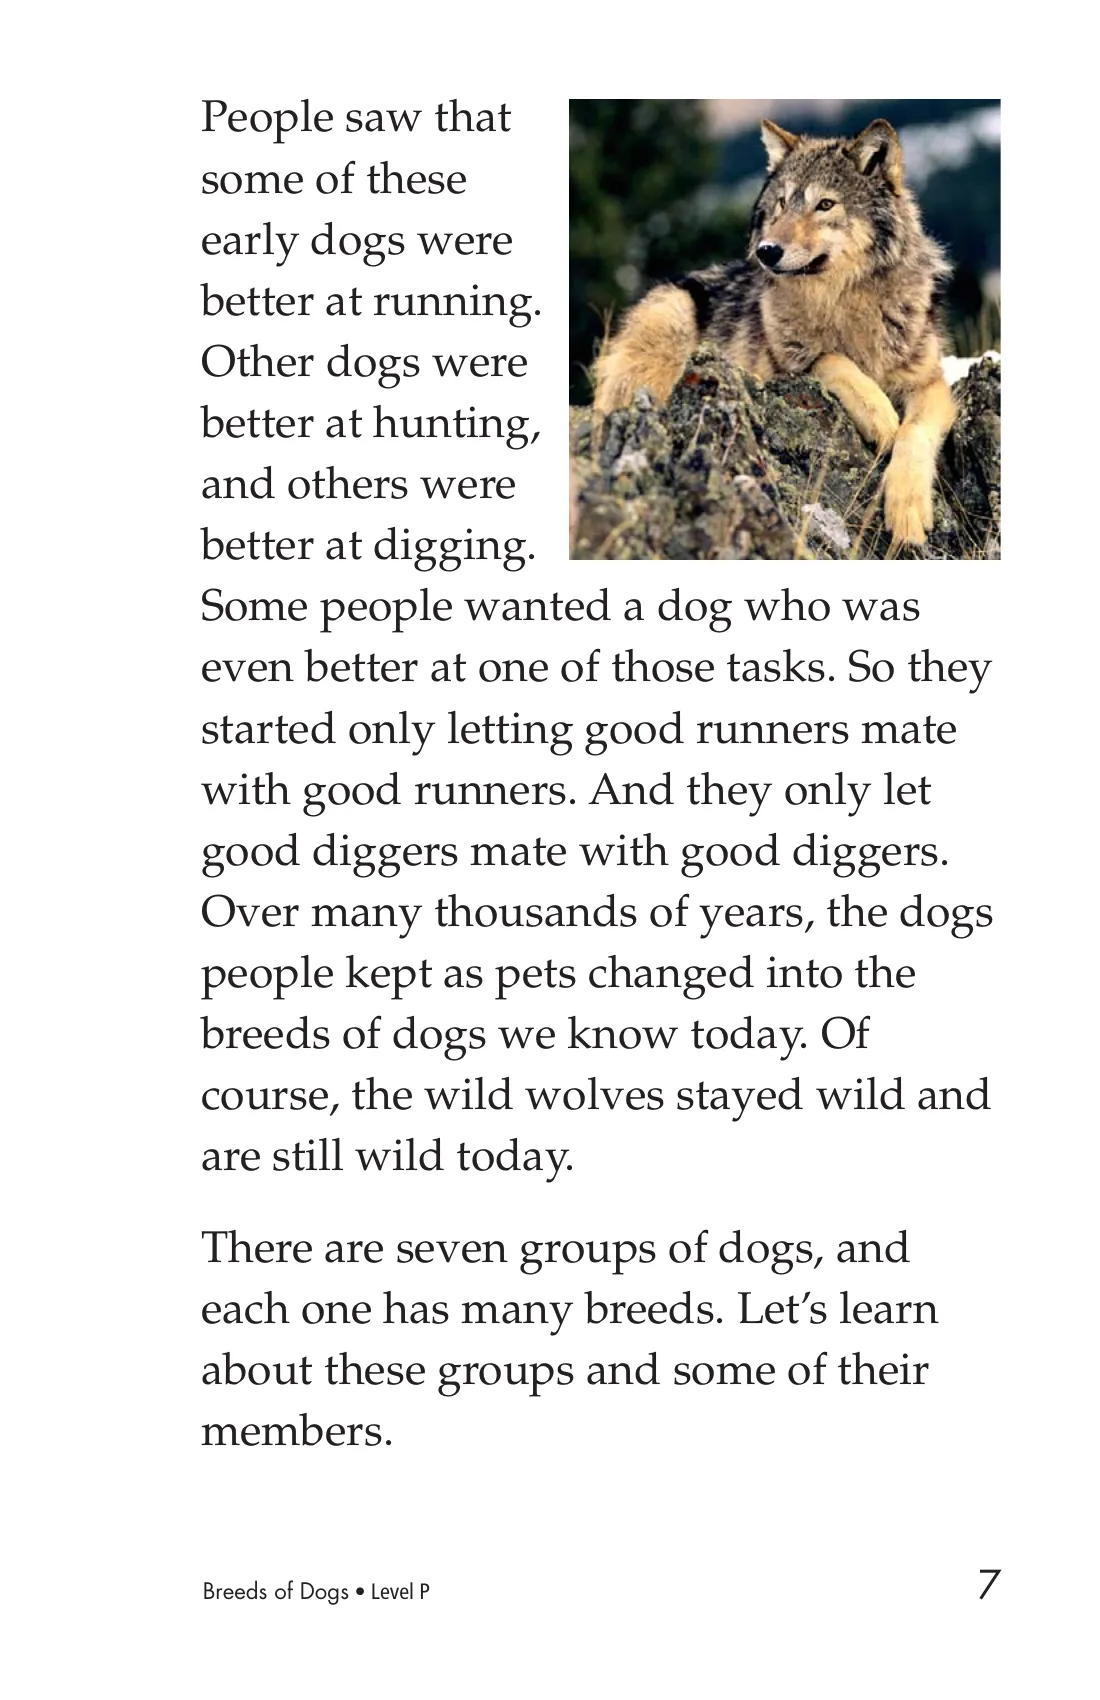 People saw that
some of these
early dogs were
better at running.
Other dogs were
better at hunting,
and others were
better at digging.
Some people wanted a dog who was
even better at one of those tasks. So they
started only letting good runners mate
with good runners. And they only let
good diggers mate with good diggers.
Over many thousands of years, the dogs
people kept as pets changed into the
breeds of dogs we know today. Of
course, the wild wolves stayed wild and
are still wild today.
There are seven groups of dogs, and
each one has many breeds. Let’s learn
about these groups and some of their
members.
Breeds of Dogs • Level P
7